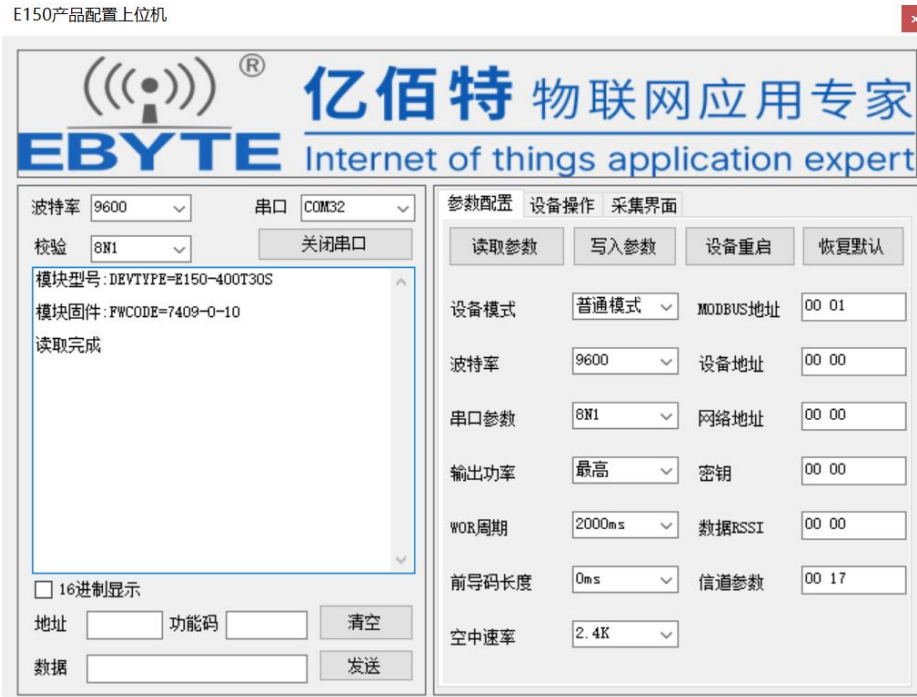 E150产品配置上位机
®
亿佰特 物联网应用专家
EBYTE Internet of things application expert
波特率 9600 串口 COM32
校验 8N1 关闭串口
模块型号:DEVTYPE=E150-400T30S
模块固件:FWCODE=7409-0-10
读取完成
16进制显示
地址 功能码 清空
数据 发送
参数配置 设备操作 采集界面
读取参数 写入参数 设备重启 恢复默认
设备模式 普通模式 MODBUS地址 00 01
波特率 9600 设备地址 00 00
串口参数 8N1 网络地址 00 00
输出功率 最高 密钥 00 00
WOR周期 2000ms 数据RSSI 00 00
前导码长度 0ms 信道参数 00 17
空中速率 2.4K